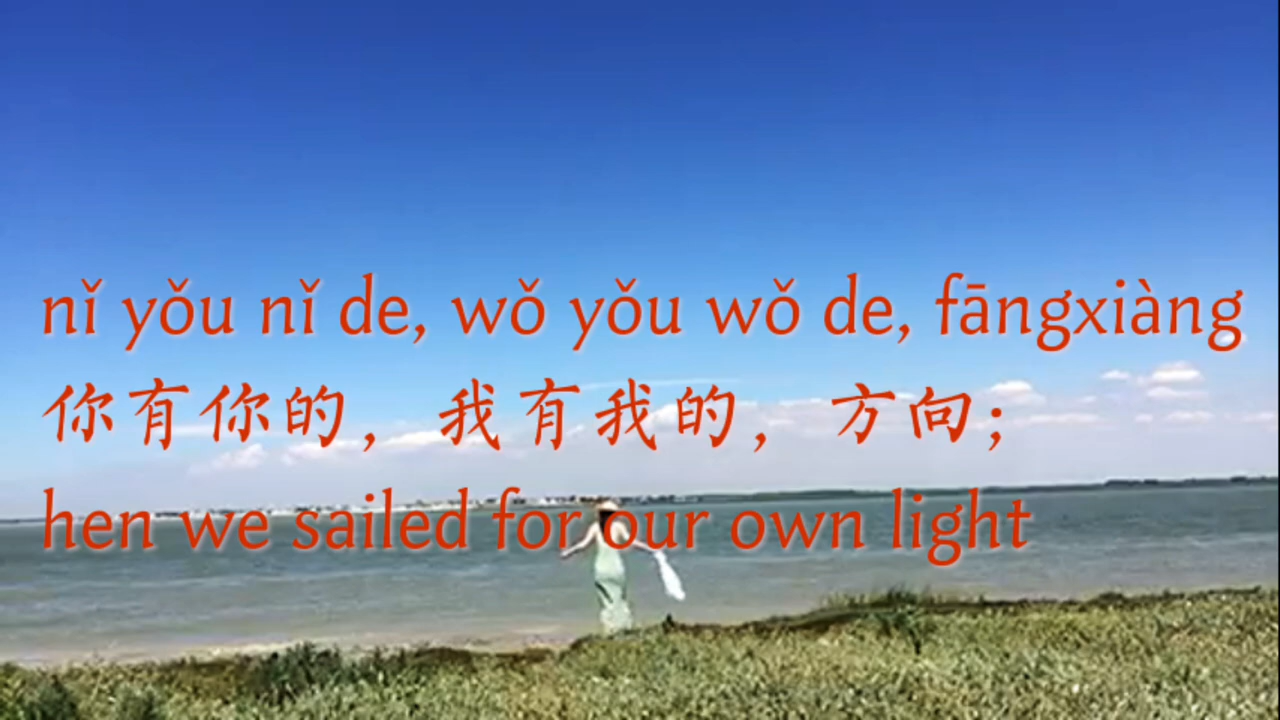 nǐ yǒu nǐ de, wǒ yǒu wǒ de, fāngxiàng
你有你的，我有我的，方向；
hen we sailed for our own light